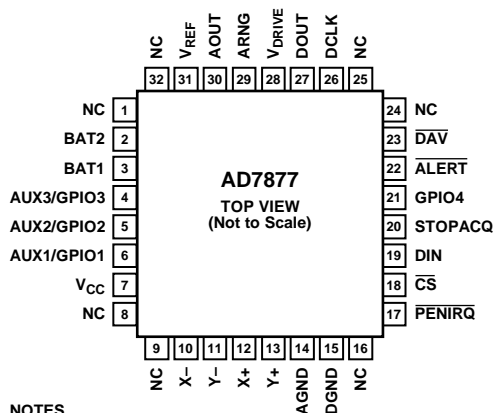 NC
VREF
AOUT
ARNG
VDRIVE
DOUT
DCLK
NC
32 31 30 29 28 27 26 25
NC 1
BAT2 2
BAT1 3
AUX3/GPIO3 4
AUX2/GPIO2 5
AUX1/GPIO1 6
VCC 7
NC 8
AD7877
TOP VIEW
(Not to Scale)
24 NC
23 DAV
22 ALERT
21 GPIO4
20 STOPACQ
19 DIN
18 CS
17 PENIRQ
9 10 11 12 13 14 15 16
NC
X–
Y–
X+
Y+
AGND
DGND
NC
NOTES